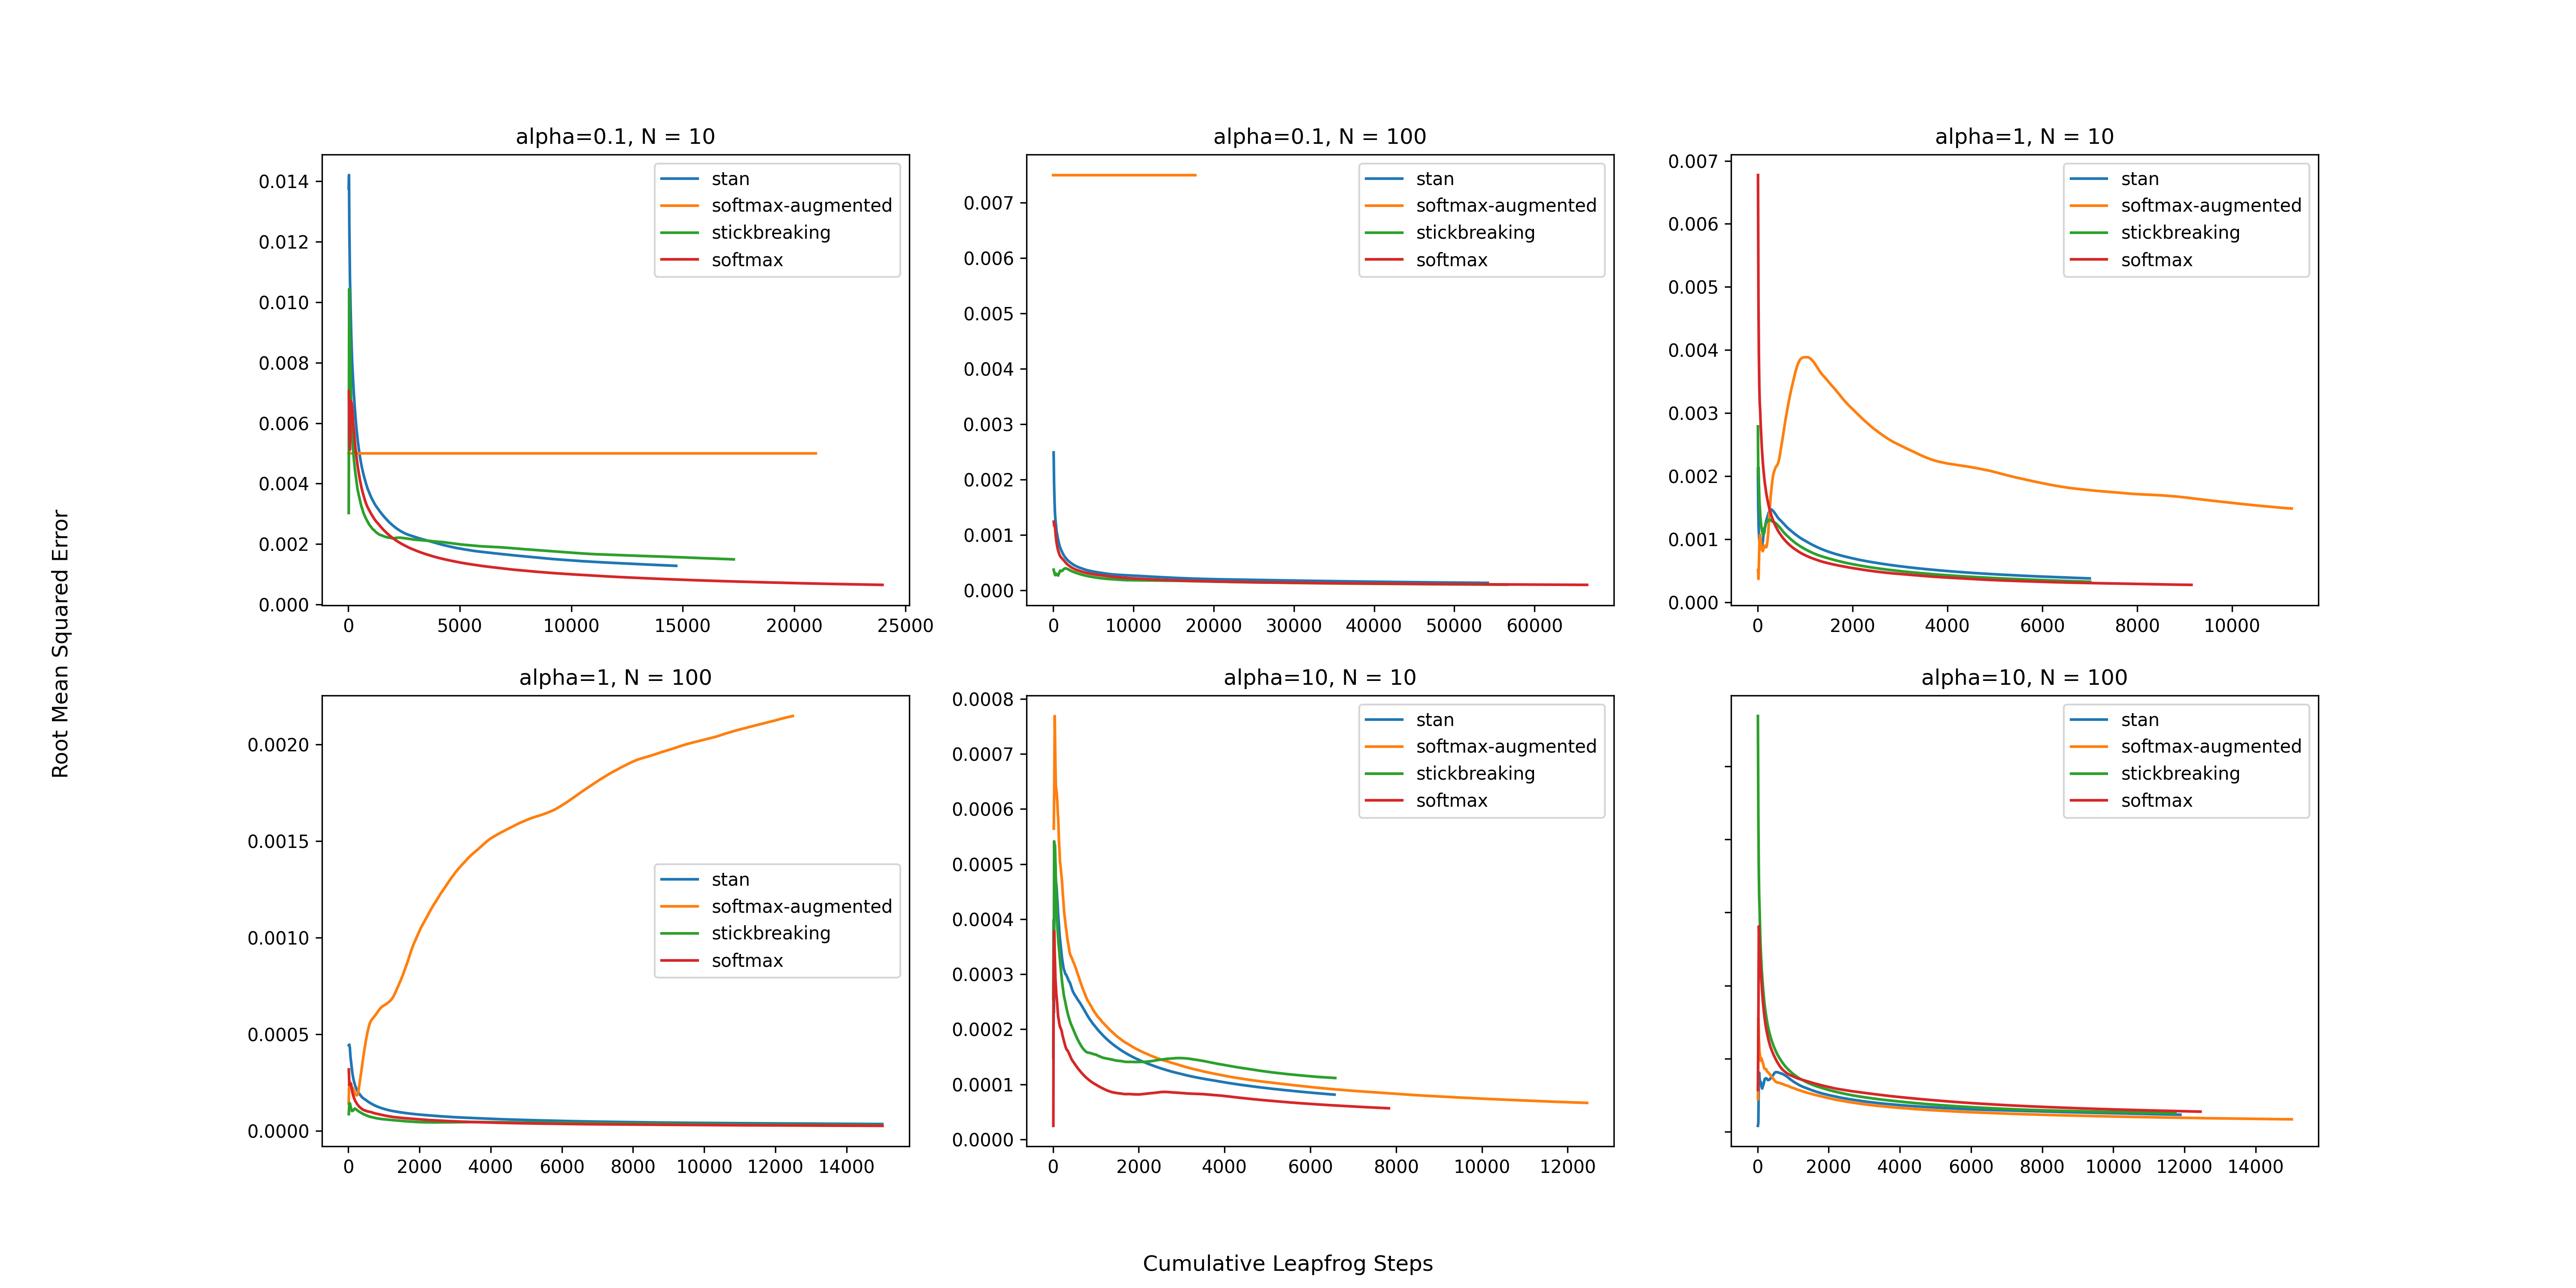 alpha=0.1, N = 10
0.014
0.012
0.010
0.008
0.006
0.004
0.002
0.000
0 5000 10000 15000 20000 25000
stan
softmax-augmented
stickbreaking
softmax
alpha=0.1, N = 100
0.007
0.006
0.005
0.004
0.003
0.002
0.001
0.000
0 10000 20000 30000 40000 50000 60000
stan
softmax-augmented
stickbreaking
softmax
alpha=1, N = 10
0.007
0.006
0.005
0.004
0.003
0.002
0.001
0.000
0 2000 4000 6000 8000 10000
stan
softmax-augmented
stickbreaking
softmax
Root Mean Squared Error
alpha=1, N = 100
0.0020
0.0015
0.0010
0.0005
0.0000
0 2000 4000 6000 8000 10000 12000 14000
stan
softmax-augmented
stickbreaking
softmax
alpha=10, N = 10
0.0008
0.0007
0.0006
0.0005
0.0004
0.0003
0.0002
0.0001
0.0000
0 2000 4000 6000 8000 10000 12000
stan
softmax-augmented
stickbreaking
softmax
alpha=10, N = 100
0 2000 4000 6000 8000 10000 12000 14000
stan
softmax-augmented
stickbreaking
softmax
Cumulative Leapfrog Steps